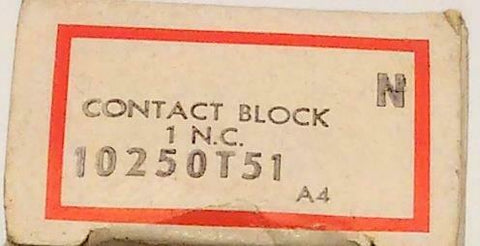 N
CONTACT BLOCK
1 N.C.
10250T51
A4